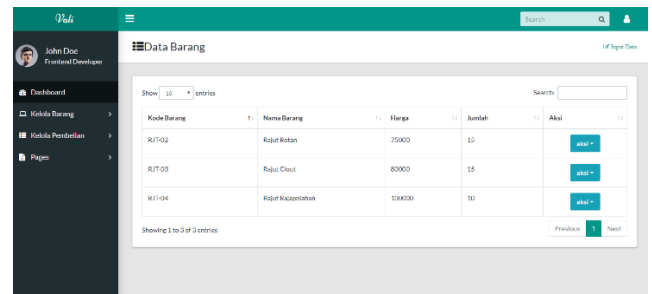 Vali
Search
John Doe
Frontend Developer
Data Barang
Input Data
Dashboard
Kelola Barang
Kelola Pembelian
Pages
Show 10 entries
Search:
Kode Barang Nama Barang Harga Jumlah Aksi
RJT-02 Rajut Rotan 75000 15 aksi
RJT-03 Rajut Clout 80000 15 aksi
RJT-04 Rajut Rajapolahan 100000 10 aksi
Showing 1 to 3 of 3 entries
Previous 1 Next